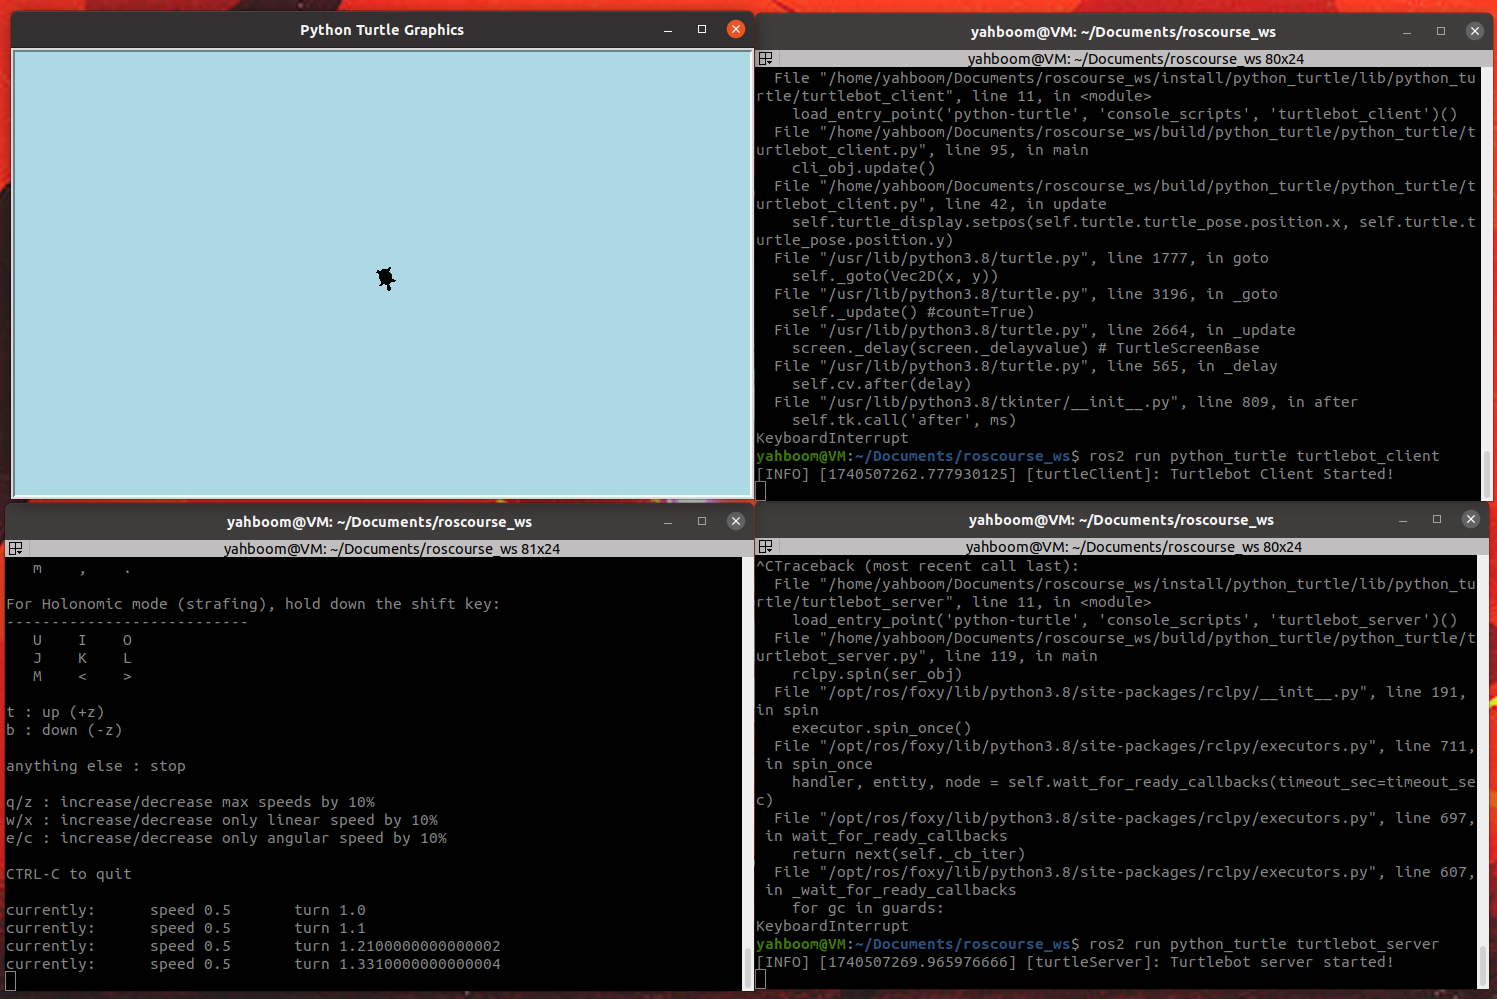 Python Turtle Graphics
yahboom@VM: ~/Documents/roscourse_ws
yahboom@VM: ~/Documents/roscourse_ws 80x24
  File "/home/yahboom/Documents/roscourse_ws/install/python_turtle/lib/python_tu
rtle/turtlebot_client", line 11, in <module>
    load_entry_point('python-turtle', 'console_scripts', 'turtlebot_client')()
  File "/home/yahboom/Documents/roscourse_ws/build/python_turtle/python_turtle/t
urtlebot_client.py", line 95, in main
    cli_obj.update()
  File "/home/yahboom/Documents/roscourse_ws/build/python_turtle/python_turtle/t
urtlebot_client.py", line 42, in update
    self.turtle_display.setpos(self.turtle.turtle_pose.position.x, self.turtle.t
urtle_pose.position.y)
  File "/usr/lib/python3.8/turtle.py", line 1777, in goto
    self._goto(Vec2D(x, y))
  File "/usr/lib/python3.8/turtle.py", line 3196, in _goto
    self._update() #count=True)
  File "/usr/lib/python3.8/turtle.py", line 2664, in _update
    screen._delay(screen._delayvalue) # TurtleScreenBase
  File "/usr/lib/python3.8/turtle.py", line 565, in _delay
    self.cv.after(delay)
  File "/usr/lib/python3.8/tkinter/__init__.py", line 809, in after
    self.tk.call('after', ms)
KeyboardInterrupt
yahboom@VM:~/Documents/roscourse_ws$ ros2 run python_turtle turtlebot_client
[INFO] [1740507262.777930125] [turtleClient]: Turtlebot Client Started!
yahboom@VM: ~/Documents/roscourse_ws
yahboom@VM: ~/Documents/roscourse_ws 81x24
   m    ,    .
For Holonomic mode (strafing), hold down the shift key:
---------------------------
   U    I    O
   J    K    L
   M    <    >
t : up (+z)
b : down (-z)
anything else : stop
q/z : increase/decrease max speeds by 10%
w/x : increase/decrease only linear speed by 10%
e/c : increase/decrease only angular speed by 10%
CTRL-C to quit
currently:      speed 0.5       turn 1.0
currently:      speed 0.5       turn 1.1
currently:      speed 0.5       turn 1.2100000000000002
currently:      speed 0.5       turn 1.3310000000000004
yahboom@VM: ~/Documents/roscourse_ws
yahboom@VM: ~/Documents/roscourse_ws 80x24
^CTraceback (most recent call last):
  File "/home/yahboom/Documents/roscourse_ws/install/python_turtle/lib/python_tu
rtle/turtlebot_server", line 11, in <module>
    load_entry_point('python-turtle', 'console_scripts', 'turtlebot_server')()
  File "/home/yahboom/Documents/roscourse_ws/build/python_turtle/python_turtle/t
urtlebot_server.py", line 119, in main
    rclpy.spin(ser_obj)
  File "/opt/ros/foxy/lib/python3.8/site-packages/rclpy/__init__.py", line 191,
in spin
    executor.spin_once()
  File "/opt/ros/foxy/lib/python3.8/site-packages/rclpy/executors.py", line 711,
 in spin_once
    handler, entity, node = self.wait_for_ready_callbacks(timeout_sec=timeout_se
c)
  File "/opt/ros/foxy/lib/python3.8/site-packages/rclpy/executors.py", line 697,
 in wait_for_ready_callbacks
    return next(self._cb_iter)
  File "/opt/ros/foxy/lib/python3.8/site-packages/rclpy/executors.py", line 607,
 in _wait_for_ready_callbacks
    for gc in guards:
KeyboardInterrupt
yahboom@VM:~/Documents/roscourse_ws$ ros2 run python_turtle turtlebot_server
[INFO] [1740507269.965976666] [turtleServer]: Turtlebot server started!